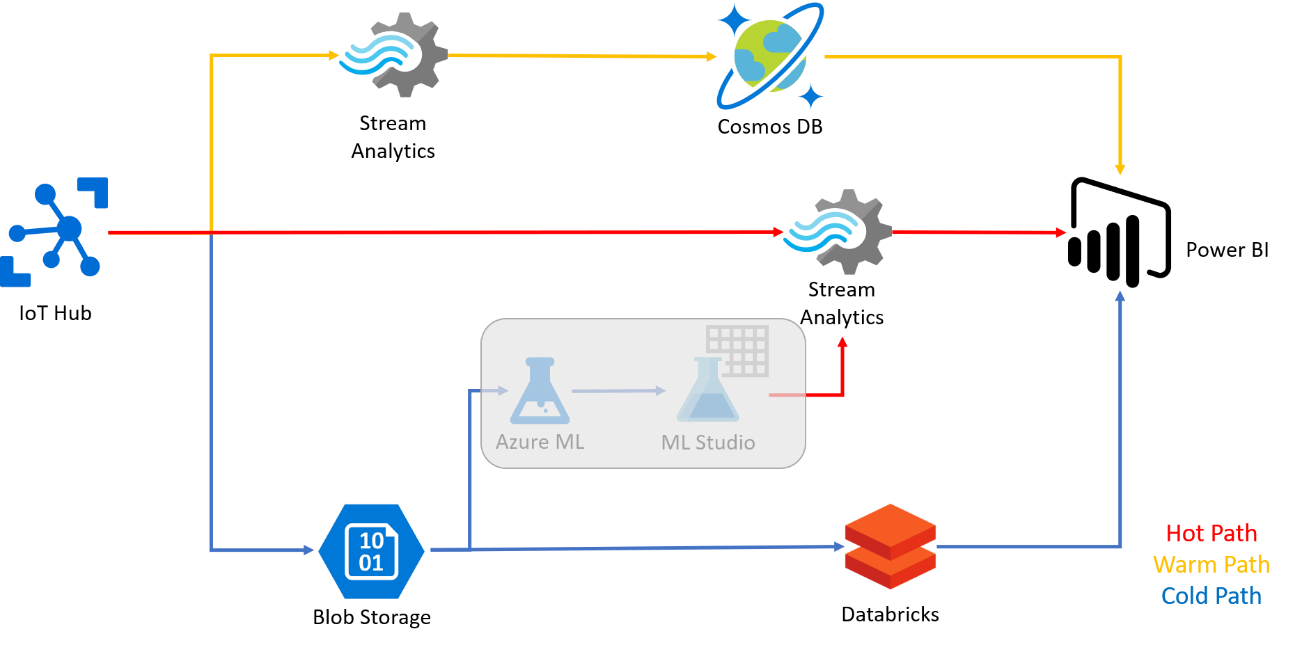 Stream
Analytics
Cosmos DB
IoT Hub
Stream
Analytics
Power BI
Azure ML
ML Studio
10
01
Blob Storage
Databricks
Hot Path
Warm Path
Cold Path